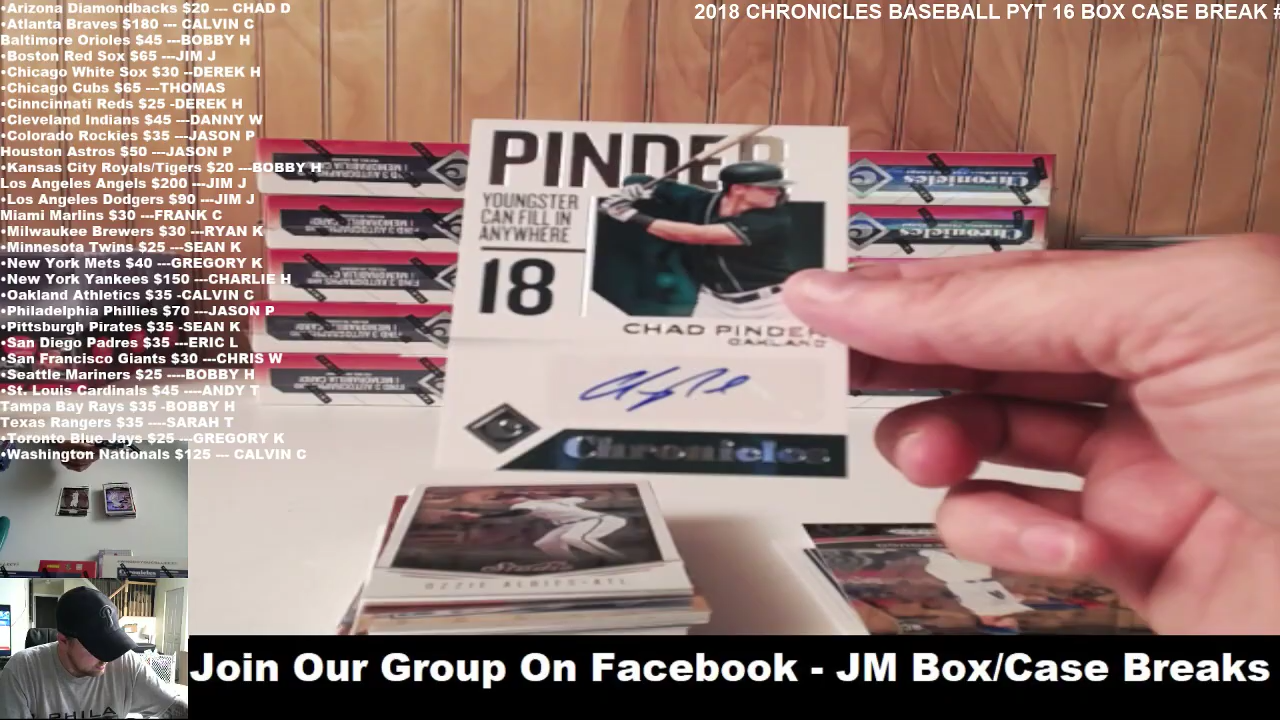 •Arizona Diamondbacks $20 --- CHAD D
•Atlanta Braves $180 --- CALVIN C
Baltimore Orioles $45 ---BOBBY H
•Boston Red Sox $65 ---JIM J
•Chicago White Sox $30 --DEREK H
•Chicago Cubs $65 ---THOMAS
•Cinncinnati Reds $25 -DEREK H
•Cleveland Indians $45 ---DANNY W
•Colorado Rockies $35 ---JASON P
Houston Astros $50 ---JASON P
•Kansas City Royals/Tigers $20 ---BOBBY H
Los Angeles Angels $200 ---JIM J
•Los Angeles Dodgers $90 ---JIM J
Miami Marlins $30 ---FRANK C
•Milwaukee Brewers $30 ---RYAN K
•Minnesota Twins $25 ---SEAN K
•New York Mets $40 ---GREGORY K
•New York Yankees $150 ---CHARLIE H
•Oakland Athletics $35 -CALVIN C
•Philadelphia Phillies $70 ---JASON P
•Pittsburgh Pirates $35 -SEAN K
•San Diego Padres $35 ---ERIC L
•San Francisco Giants $30 ---CHRIS W
•Seattle Mariners $25 ----BOBBY H
•St. Louis Cardinals $45 ----ANDY T
Tampa Bay Rays $35 -BOBBY H
Texas Rangers $35 ----SARAH T
•Toronto Blue Jays $25 ---GREGORY K
•Washington Nationals $125 --- CALVIN C
2018 CHRONICLES BASEBALL PYT 16 BOX CASE BREAK #
PINDER
YOUNGSTER
CAN FILL IN
ANYWHERE
18
CHAD PINDER
OAKLAND
Chronicles
Chronicles
Chronicles
OZZIE ALBIES-ATL
Join Our Group On Facebook - JM Box/Case Breaks